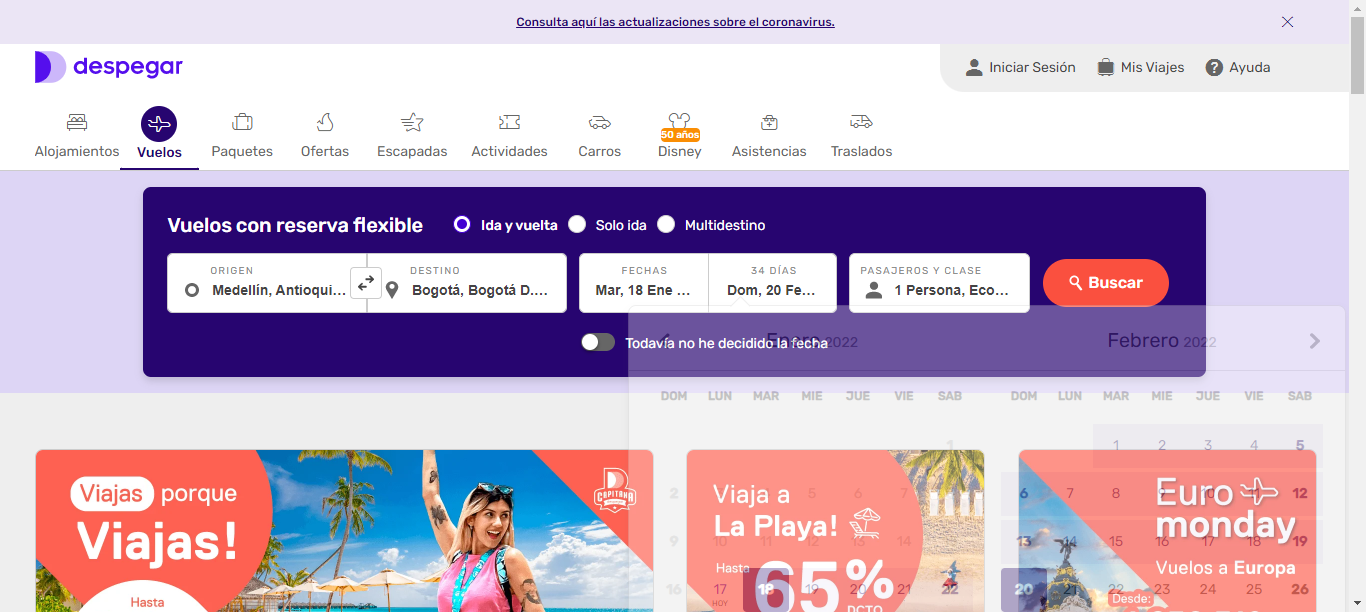 Consulta aquí las actualizaciones sobre el coronavirus.
despegar
Iniciar Sesión
Mis Viajes
Ayuda
Alojamientos
Vuelos
Paquetes
Ofertas
Escapadas
Actividades
Carros
50 años
Disney
Asistencias
Traslados
Vuelos con reserva flexible
Ida y vuelta
Solo ida
Multidestino
ORIGEN
Medellín, Antioqui...
DESTINO
Bogotá, Bogotá D....
FECHAS
Mar, 18 Ene ...
34 DÍAS
Dom, 20 Fe...
PASAJEROS Y CLASE
1 Persona, Eco...
Buscar
Todavía no he decidido la fecha
Enero 2022
Febrero 2022
DOM LUN MAR MIE JUE VIE SAB
DOM LUN MAR MIE JUE VIE SAB
1
1 2 3 4 5
2 5 6 7
6 7 8 9 10 11 12
9 10 11 12 13 14
13 14 15 16 17 18 19
16 17 18 19 20 21 22
HOY
20 21 22 23 24 25 26
Viajas porque
Viajas!
Hasta
CAPITANA
Viaja a
La Playa!
Hasta
65%
DCTO
Euro
monday
Vuelos a Europa
Desde: